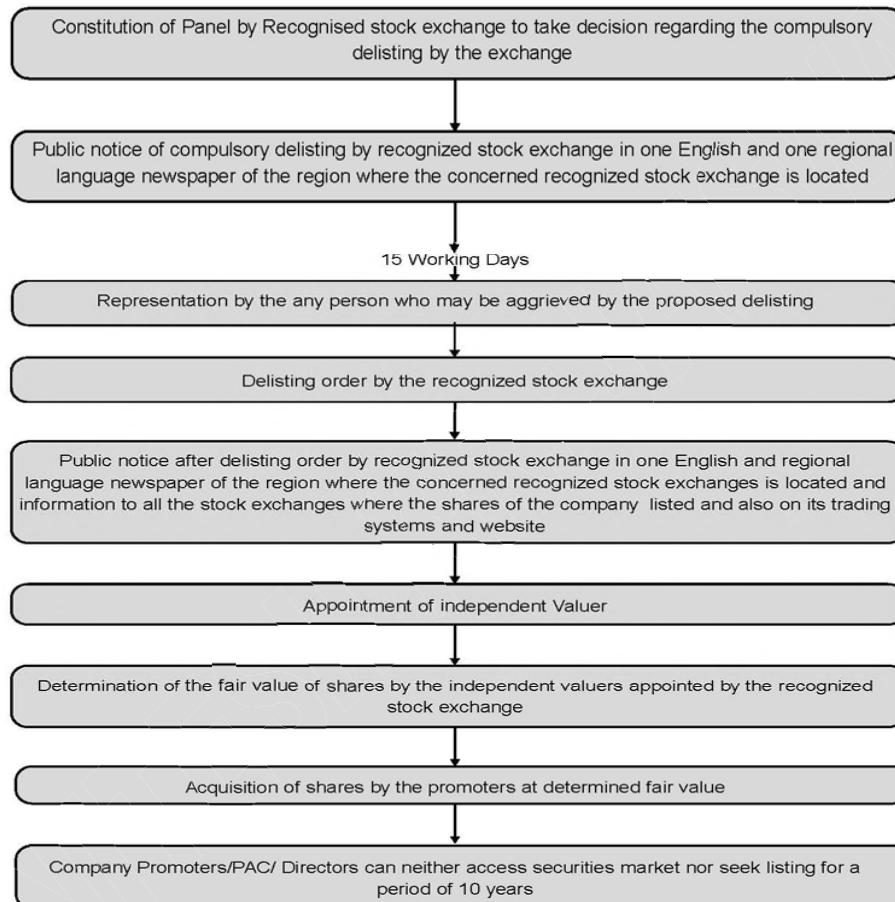 Constitution of Panel by Recognised stock exchange to take decision regarding the compulsory
delisting by the exchange
Public notice of compulsory delisting by recognized stock exchange in one English and one regional
language newspaper of the region where the concerned recognized stock exchange is located
15 Working Days
Representation by the any person who may be aggrieved by the proposed delisting
Delisting order by the recognized stock exchange
Public notice after delisting order by recognized stock exchange in one English and regional
language newspaper of the region where the concerned recognized stock exchanges is located and
information to all the stock exchanges where the shares of the company listed and also on its trading
systems and website
Appointment of independent Valuer
Determination of the fair value of shares by the independent valuers appointed by the recognized
stock exchange
Acquisition of shares by the promoters at determined fair value
Company Promoters/PAC/ Directors can neither access securities market nor seek listing for a
period of 10 years